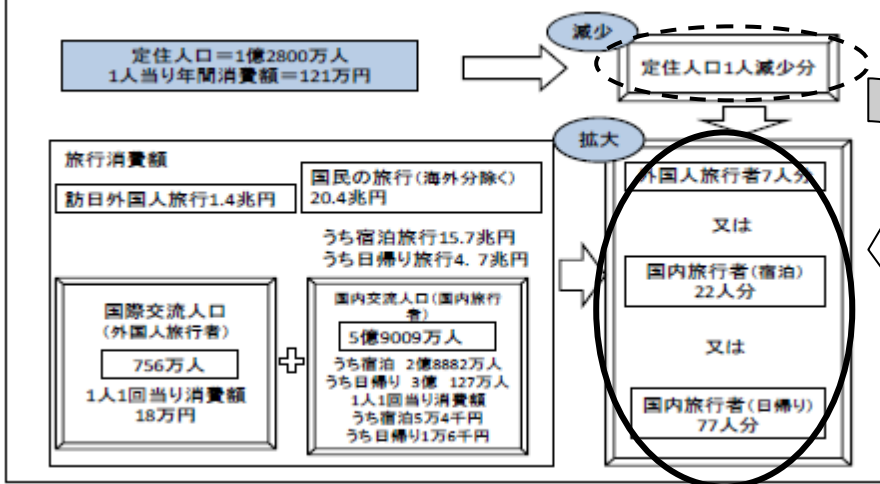 定住人口＝1億2800万人
1人当り年間消費額＝121万円
減少
定住人口1人減少分
旅行消費額
訪日外国人旅行1.4兆円
国民の旅行(海外分除く)
20.4兆円
うち宿泊旅行15.7兆円
うち日帰り旅行4. 7兆円
国際交流人口
(外国人旅行者)
756万人
1人1回当り消費額
18万円
国内交流人口(国内旅行
者)
5億9009万人
うち宿泊 2億8882万人
うち日帰り 3億 127万人
1人1回当り消費額
うち宿泊5万4千円
うち日帰り1万6千円
拡大
外国人旅行者7人分
又は
国内旅行者(宿泊)
22人分
又は
国内旅行者(日帰り)
77人分